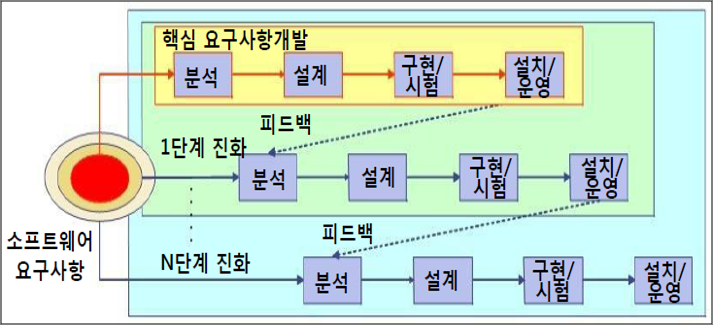 핵심 요구사항개발
분석
설계
구현/
시험
설치/
운영
피드백
1단계 진화
분석
설계
구현/
시험
설치/
운영
소프트웨어
요구사항
피드백
N단계 진화
분석
설계
구현/
시험
설치/
운영